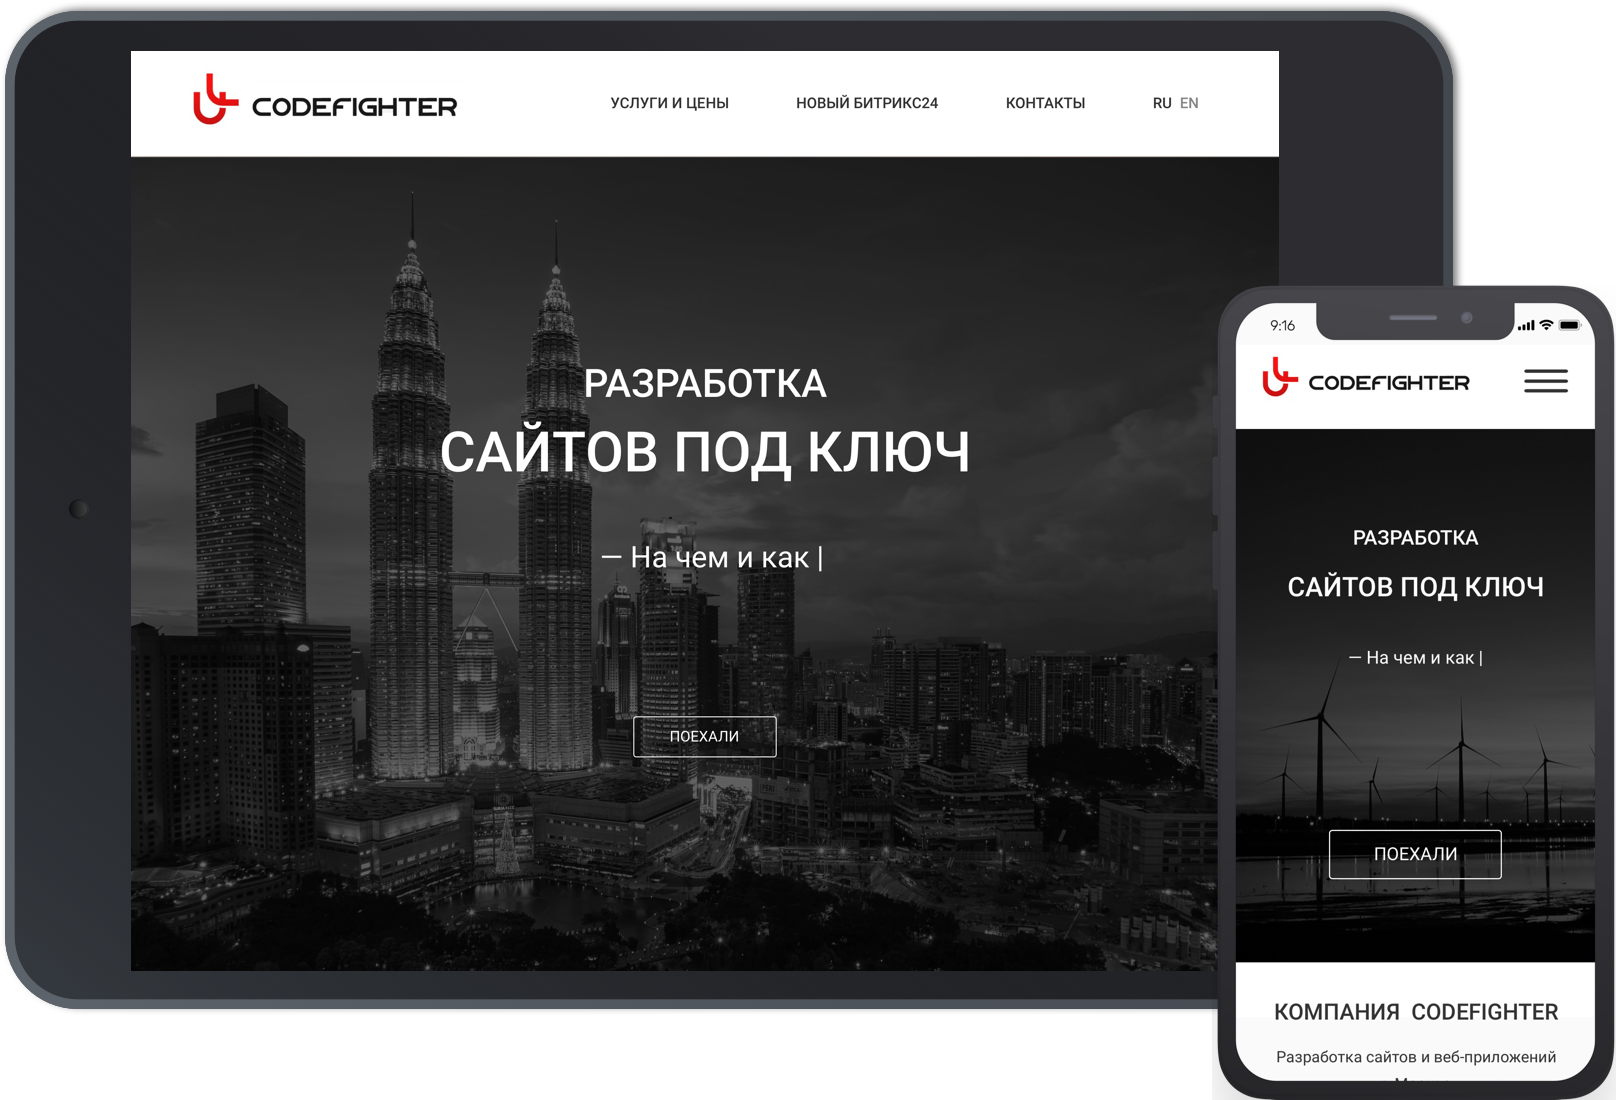 CODEFIGHTER
УСЛУГИ И ЦЕНЫ
НОВЫЙ БИТРИКС24
КОНТАКТЫ
RU EN
РАЗРАБОТКА
САЙТОВ ПОД КЛЮЧ
— На чем и как |
ПОЕХАЛИ
9:16
CODEFIGHTER
РАЗРАБОТКА
САЙТОВ ПОД КЛЮЧ
— На чем и как |
ПОЕХАЛИ
КОМПАНИЯ CODEFIGHTER
Разработка сайтов и веб-приложений